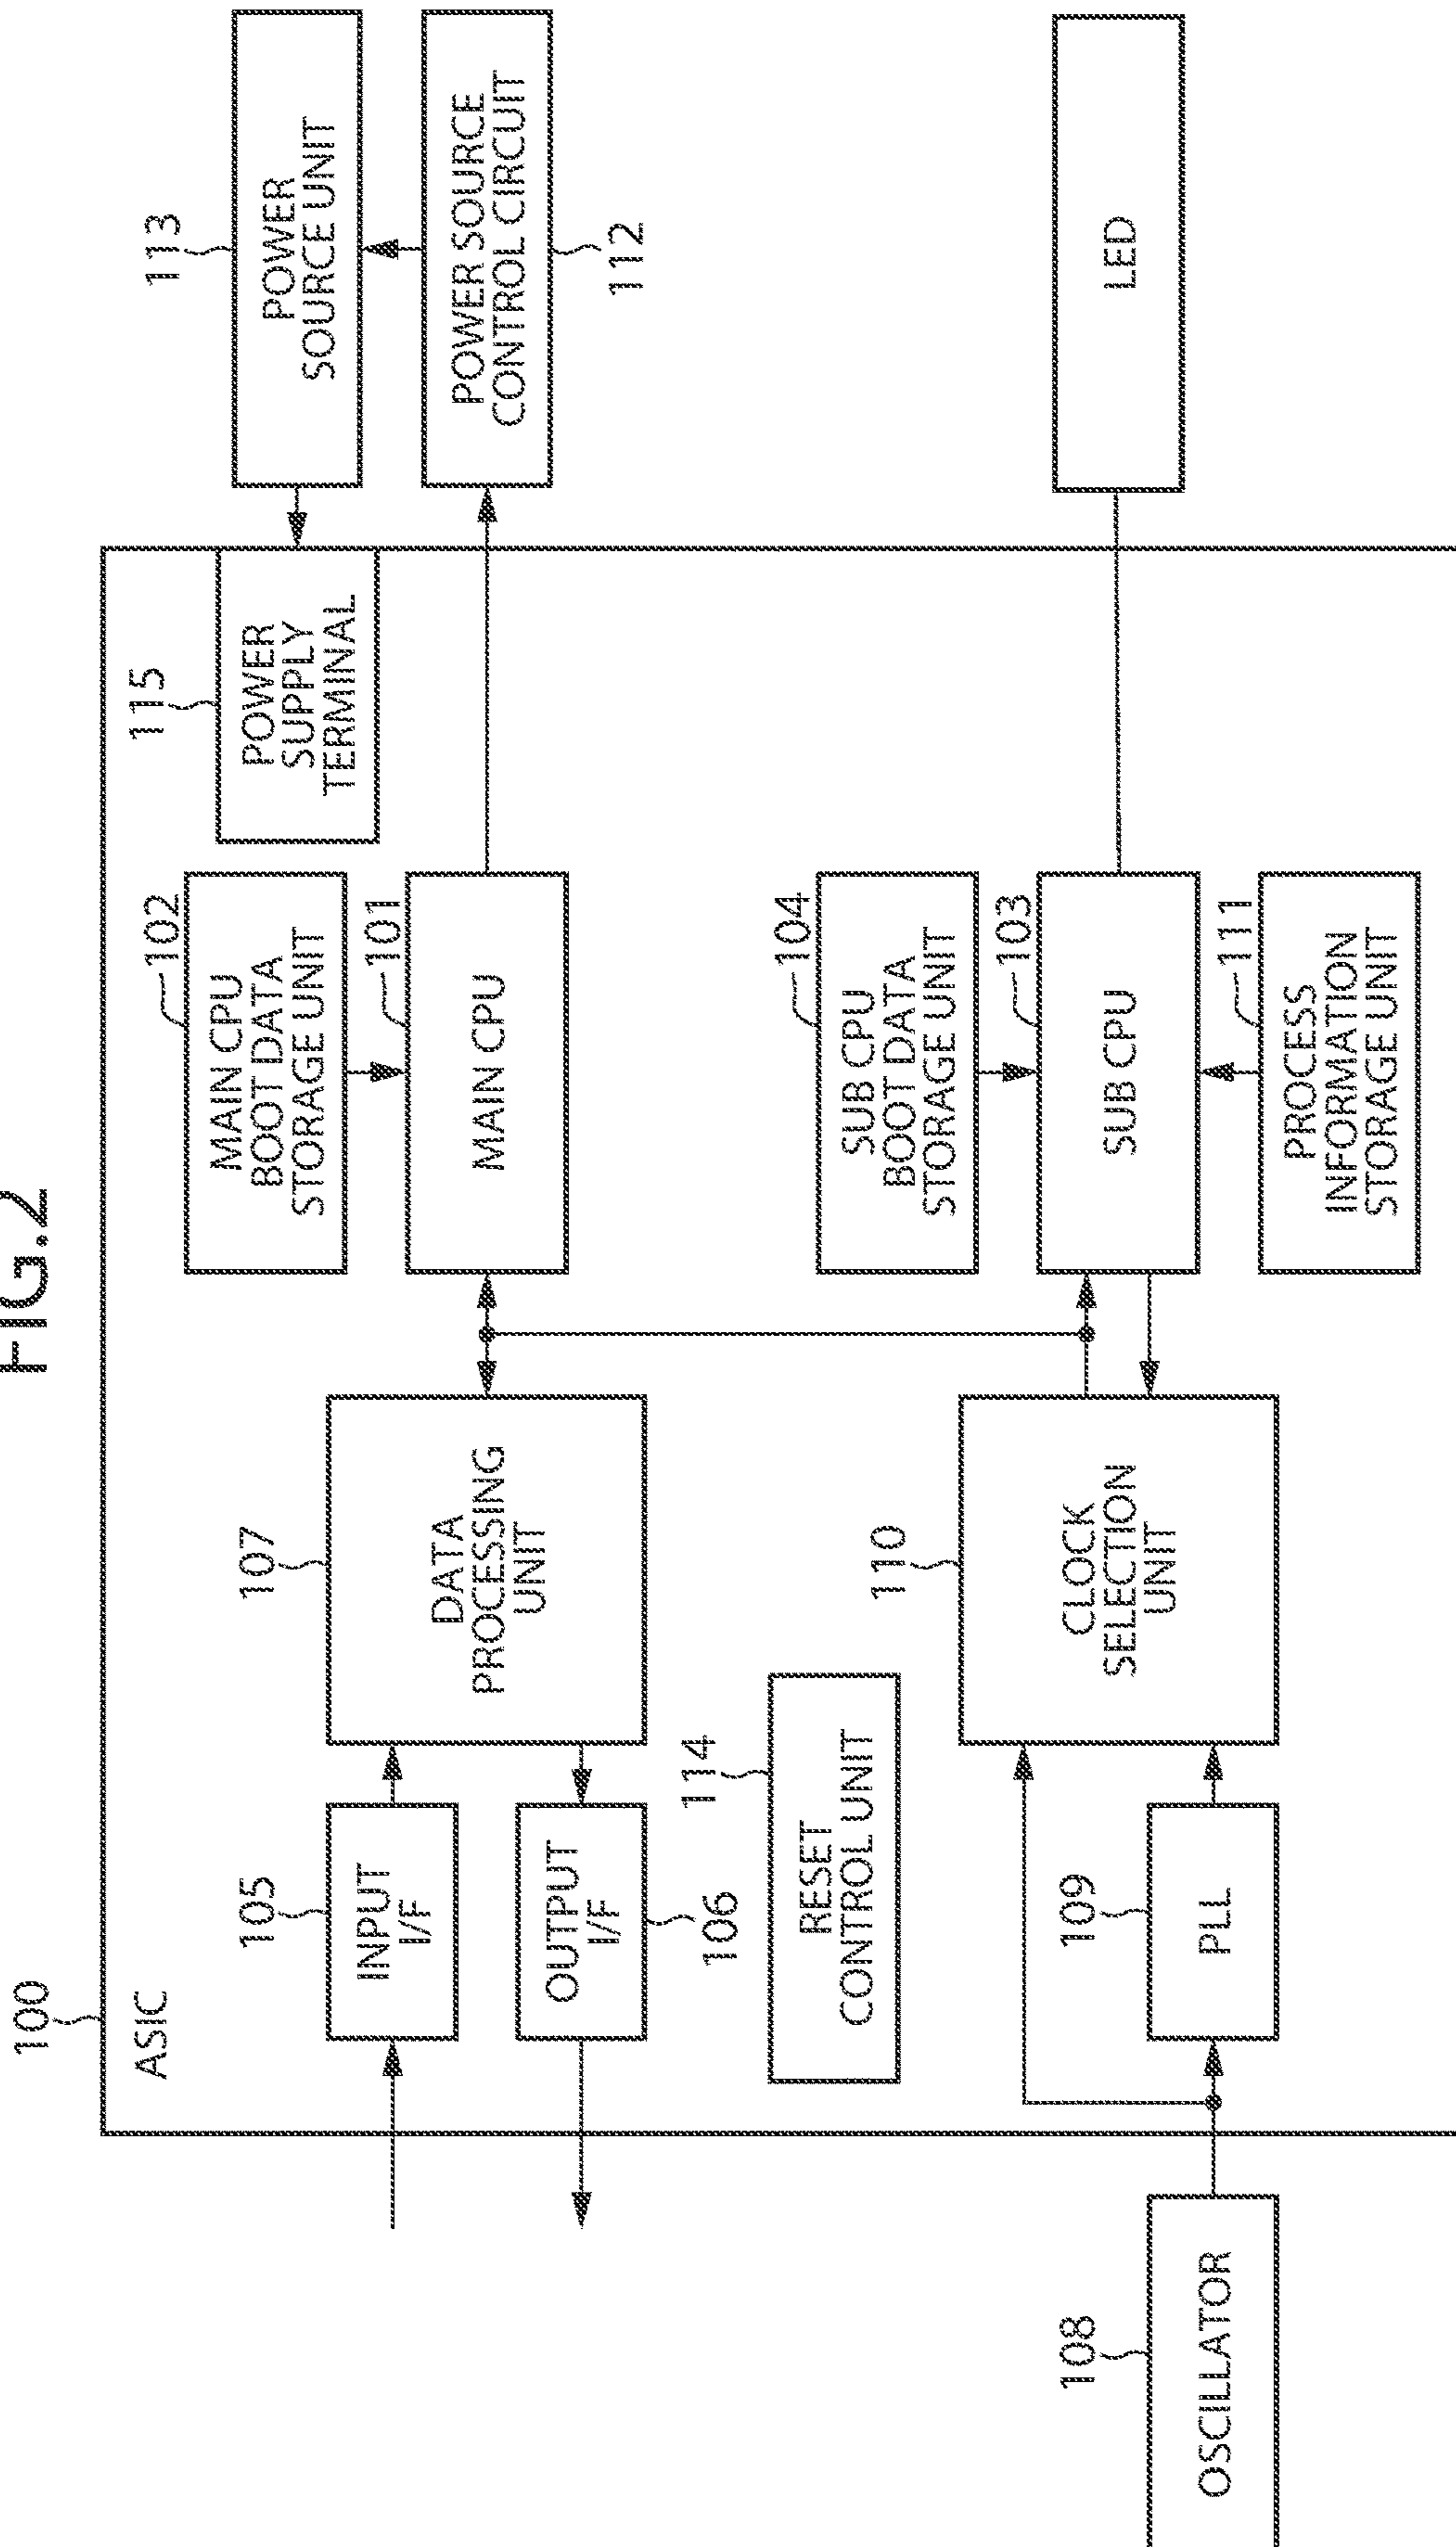 FIG.2
100
ASIC
105
INPUT
I/F
OUTPUT
I/F
106
107
DATA
PROCESSING
UNIT
102
MAIN CPU
BOOT DATA
STORAGE UNIT
101
MAIN CPU
115
POWER
SUPPLY
TERMINAL
113
POWER
SOURCE UNIT
POWER SOURCE
CONTROL CIRCUIT
112
114
RESET
CONTROL UNIT
108
OSCILLATOR
109
PLL
110
CLOCK
SELECTION
UNIT
104
SUB CPU
BOOT DATA
STORAGE UNIT
103
SUB CPU
111
PROCESS
INFORMATION
STORAGE UNIT
LED